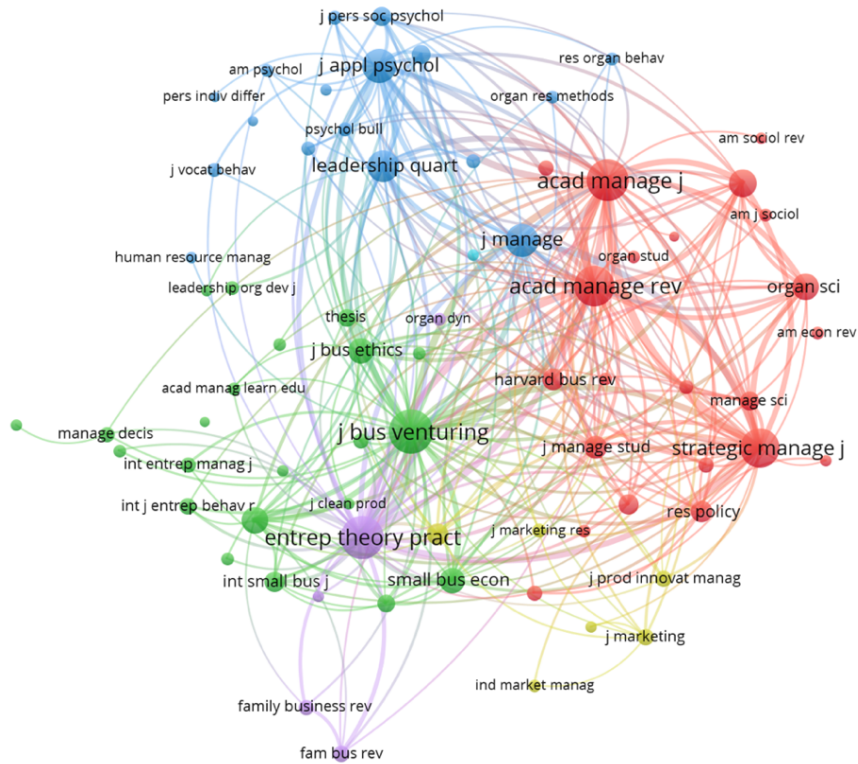 j pers soc psychol
res organ behav
j appl psychol
am psychol
pers indiv differ
organ res methods
psychol bull
am sociol rev
j vocat behav
leadership quart
acad manage j
am j sociol
j manage
human resource manag
organ stud
leadership org dev j
acad manage rev
organ sci
thesis
organ dyn
am econ rev
j bus ethics
harvard bus rev
acad manag learn edu
manage sci
manage decis
j bus venturing
j manage stud
strategic manage j
int entrep manag j
int j entrep behav r
j clean prod
res policy
entrep theory pract
j marketing res
int small bus j
small bus econ
j prod innovat manag
j marketing
ind market manag
family business rev
fam bus rev